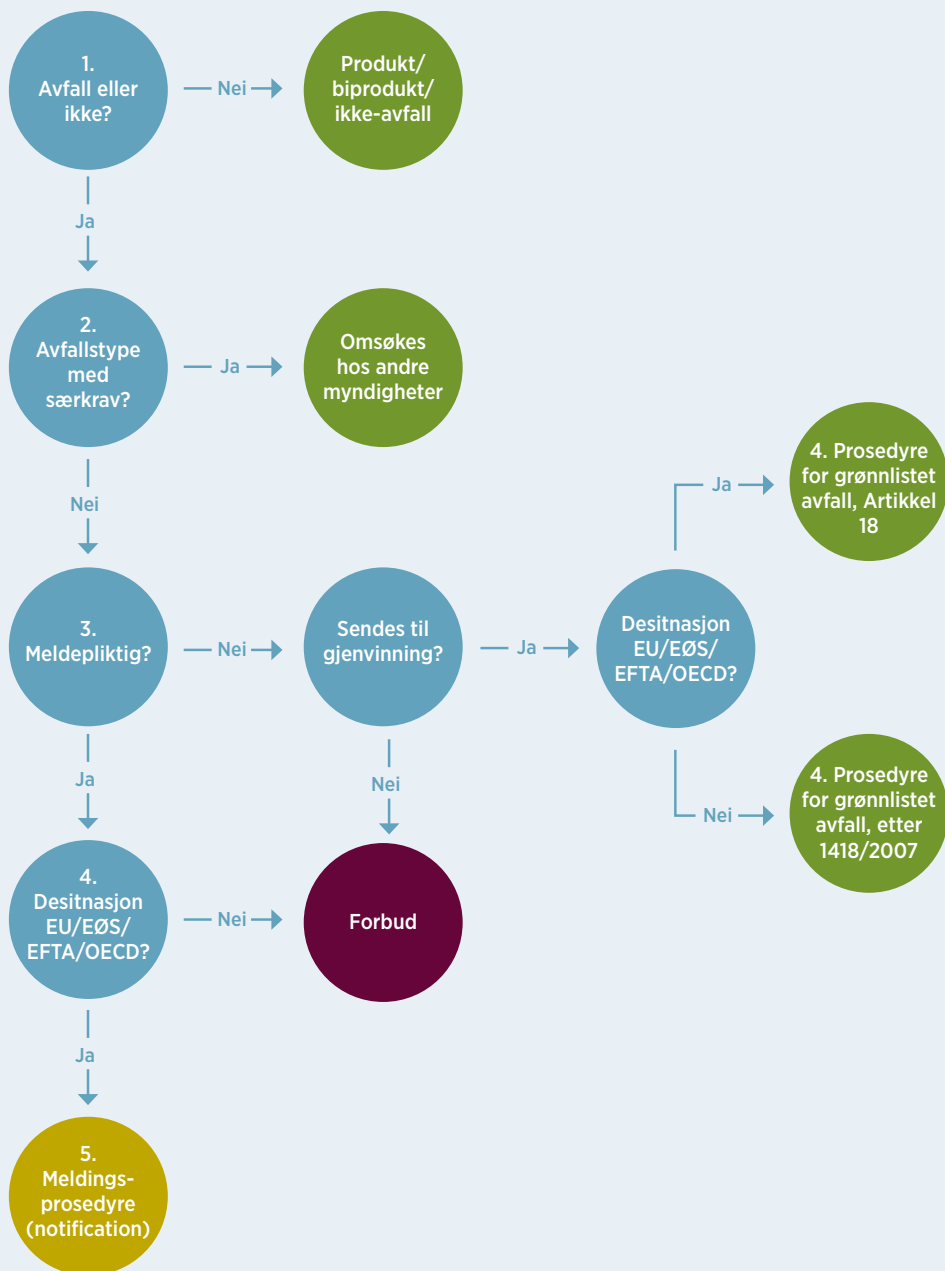 1.
Avfall eller
ikke?
Nei
Produkt/
biprodukt/
ikke-avfall
Ja
2.
Avfallstype
med
særkrav?
Ja
Omsøkes
hos andre
myndigheter
Nei
3.
Meldepliktig?
Nei
Sendes til
gjenvinning?
Ja
Desitnasjon
EU/EØS/
EFTA/OECD?
Ja
4. Prosedyre
for grønnlistet
avfall, Artikkel
18
Nei
4. Prosedyre
for grønnlistet
avfall, etter
1418/2007
Ja
Nei
4.
Desitnasjon
EU/EØS/
EFTA/OECD?
Nei
Forbud
Ja
5.
Meldings-
prosedyre
(notification)